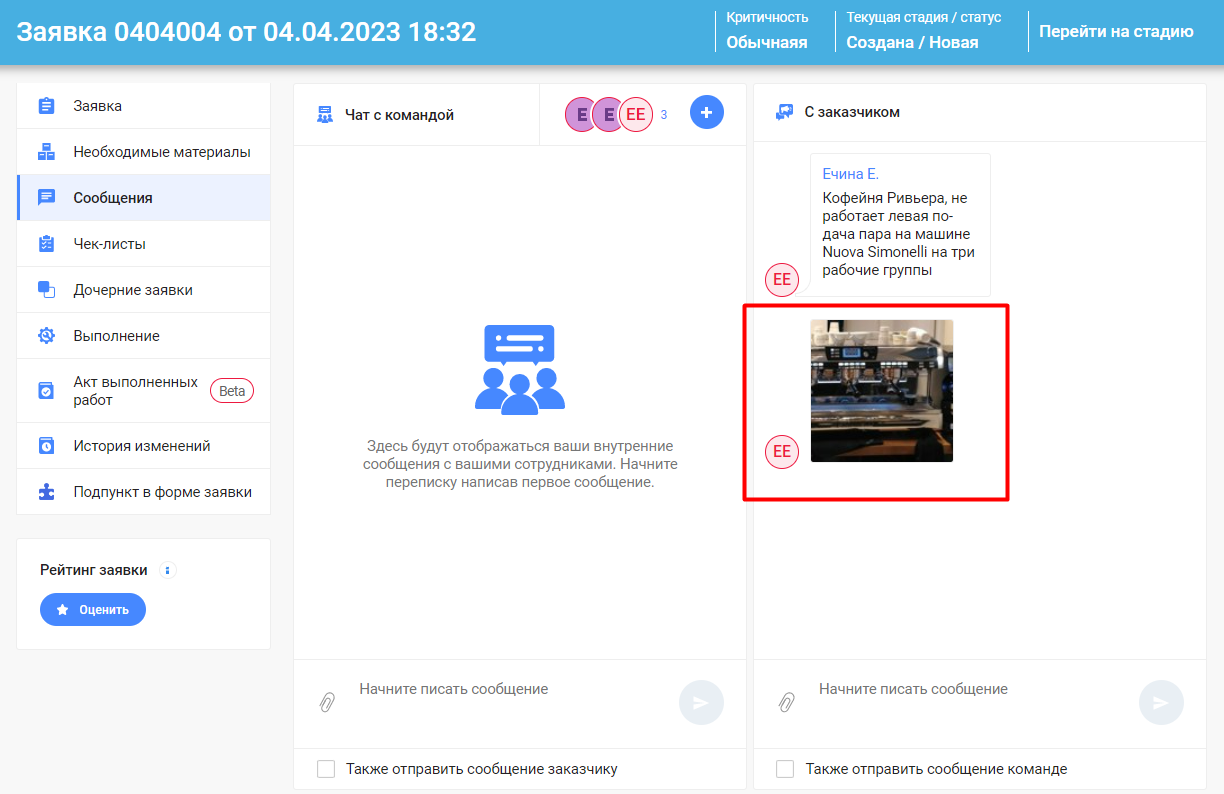 Заявка 0404004 от 04.04.2023 18:32
Критичность
Обычнаяя
Текущая стадия / статус
Создана / Новая
Перейти на стадию
Заявка
Необходимые материалы
Сообщения
Чек-листы
Дочерние заявки
Выполнение
Акт выполненных
работ
Beta
История изменений
Подпункт в форме заявки
Рейтинг заявки
Оценить
Чат с командой
E
E
EE
3
Здесь будут отображаться ваши внутренние
сообщения с вашими сотрудниками. Начните
переписку написав первое сообщение.
Начните писать сообщение
Также отправить сообщение заказчику
С заказчиком
Ечина Е.
Кофейня Ривьера, не
работает левая по-
дача пара на машине
Nuova Simonelli на три
рабочие группы
EE
EE
Начните писать сообщение
Также отправить сообщение команде